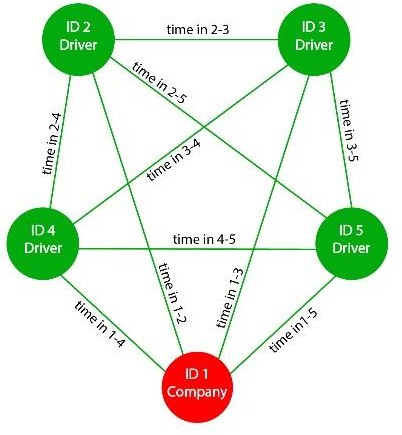 ID 2
Driver
time in 2-3
ID 3
Driver
time in 2-5
time in 2-4
time in 3-4
time in 3-5
ID 4
Driver
time in 4-5
ID 5
Driver
time in 1-2
time in 1-3
time in 1-4
time in1-5
ID 1
Company